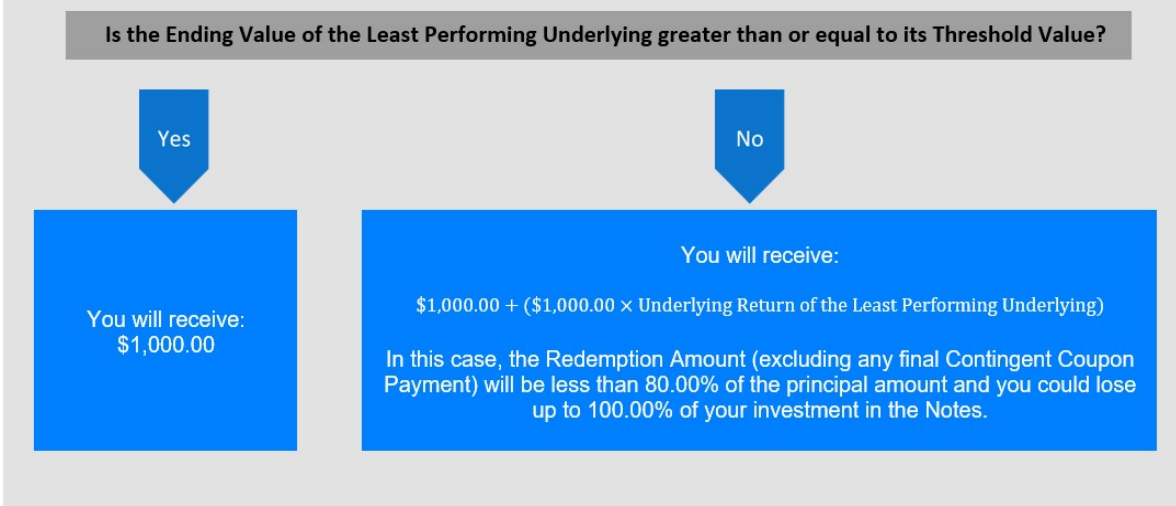 Is the Ending Value of the Least Performing Underlying greater than or equal to its Threshold Value?
Yes
No
You will receive:
$1,000.00
You will receive:
$1,000.00 + ($1,000.00 × Underlying Return of the Least Performing Underlying)
In this case, the Redemption Amount (excluding any final Contingent Coupon
Payment) will be less than 80.00% of the principal amount and you could lose
up to 100.00% of your investment in the Notes.